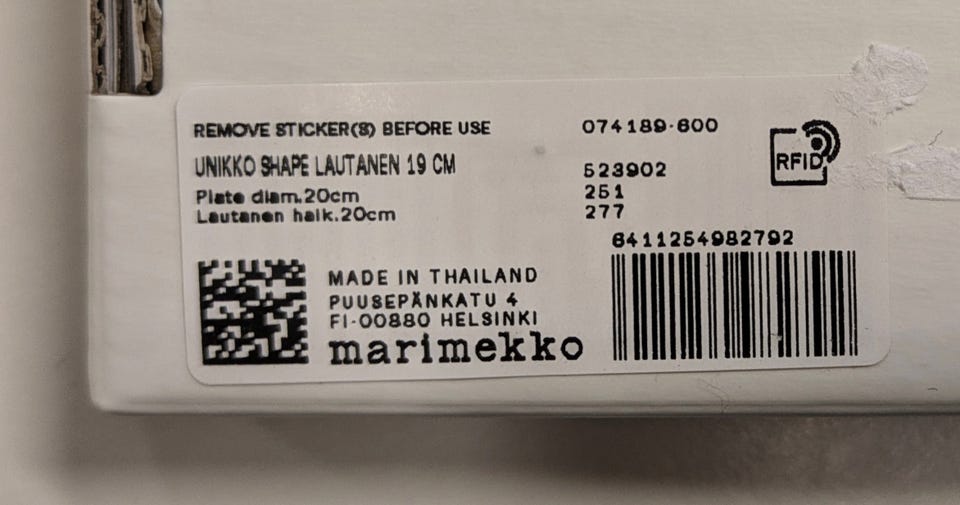 REMOVE STICKER(S) BEFORE USE
074189-600
RFID
UNIKKO SHAPE LAUTANEN 19 CM
523902
Plate diam.20cm
251
Lautanen halk.20cm
277
6411254982792
MADE IN THAILAND
PUUSEPÄNKATU 4
FI-00880 HELSINKI
marimekko